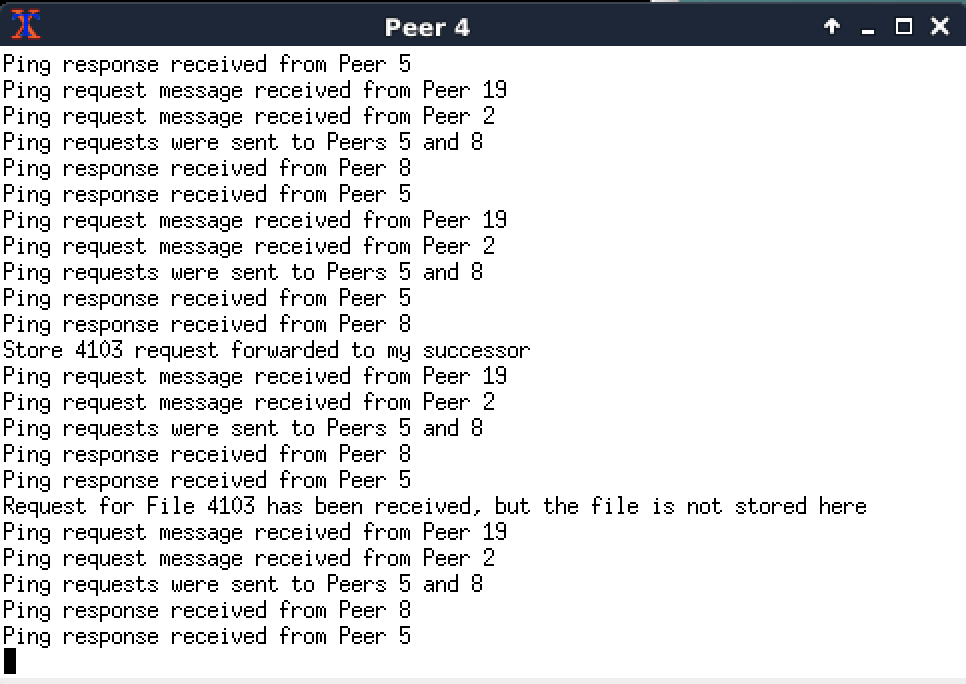 Peer 4
Ping response received from Peer 5
Ping request message received from Peer 19
Ping request message received from Peer 2
Ping requests were sent to Peers 5 and 8
Ping response received from Peer 8
Ping response received from Peer 5
Ping request message received from Peer 19
Ping request message received from Peer 2
Ping requests were sent to Peers 5 and 8
Ping response received from Peer 5
Ping response received from Peer 8
Store 4103 request forwarded to my successor
Ping request message received from Peer 19
Ping request message received from Peer 2
Ping requests were sent to Peers 5 and 8
Ping response received from Peer 8
Ping response received from Peer 5
Request for File 4103 has been received, but the file is not stored here
Ping request message received from Peer 19
Ping request message received from Peer 2
Ping requests were sent to Peers 5 and 8
Ping response received from Peer 8
Ping response received from Peer 5